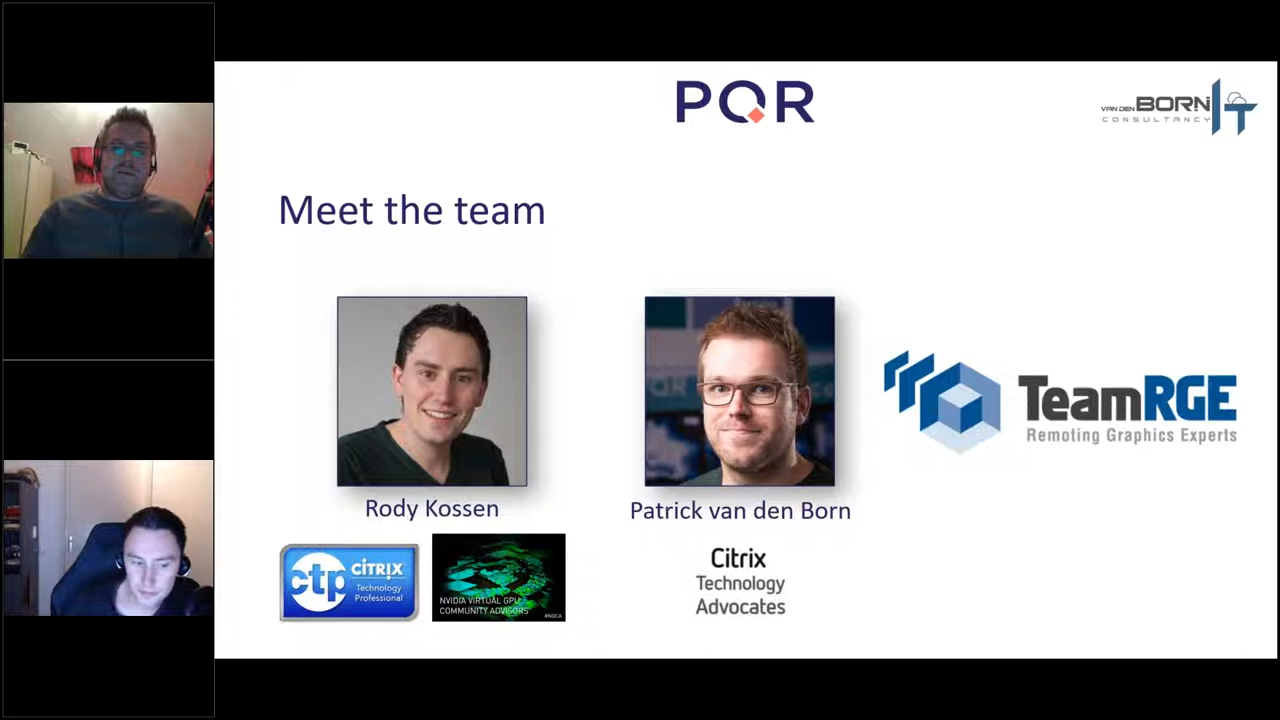 PQR
VAN DEN BORN IT
CONSULTANCY
Meet the team
TeamRGE
Remoting Graphics Experts
Rody Kossen
Patrick van den Born
ctp CITRIX
Technology
Professional
NVIDIA VIRTUAL GPU
COMMUNITY ADVISORS
#NGCA
Citrix
Technology
Advocates